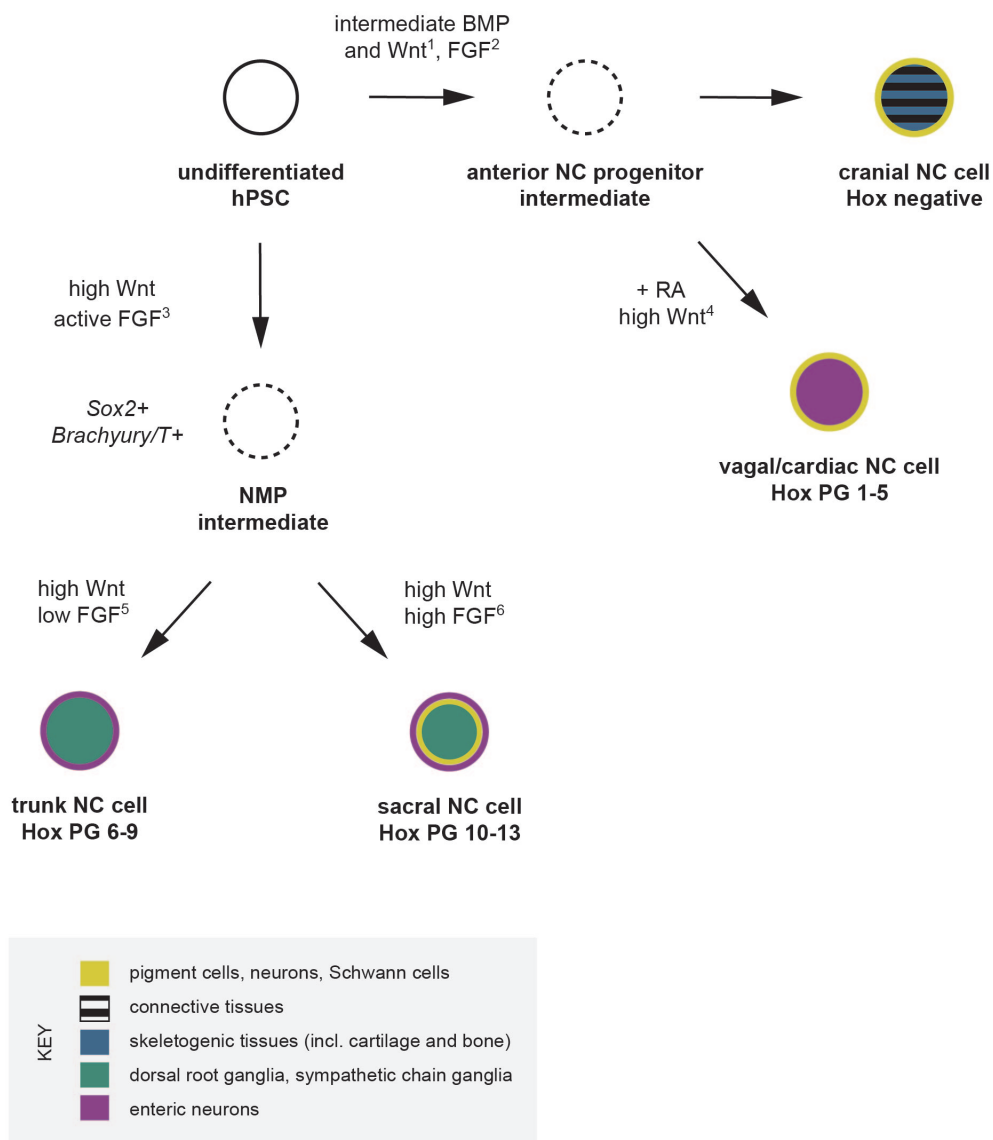 intermediate BMP
and Wnt¹, FGF²
undifferentiated
hPSC
anterior NC progenitor
intermediate
cranial NC cell
Hox negative
high Wnt
active FGF³
+ RA
high Wnt⁴
Sox2+
Brachyury/T+
NMP
intermediate
vagal/cardiac NC cell
Hox PG 1-5
high Wnt
low FGF⁵
high Wnt
high FGF⁶
trunk NC cell
Hox PG 6-9
sacral NC cell
Hox PG 10-13
KEY
pigment cells, neurons, Schwann cells
connective tissues
skeletogenic tissues (incl. cartilage and bone)
dorsal root ganglia, sympathetic chain ganglia
enteric neurons